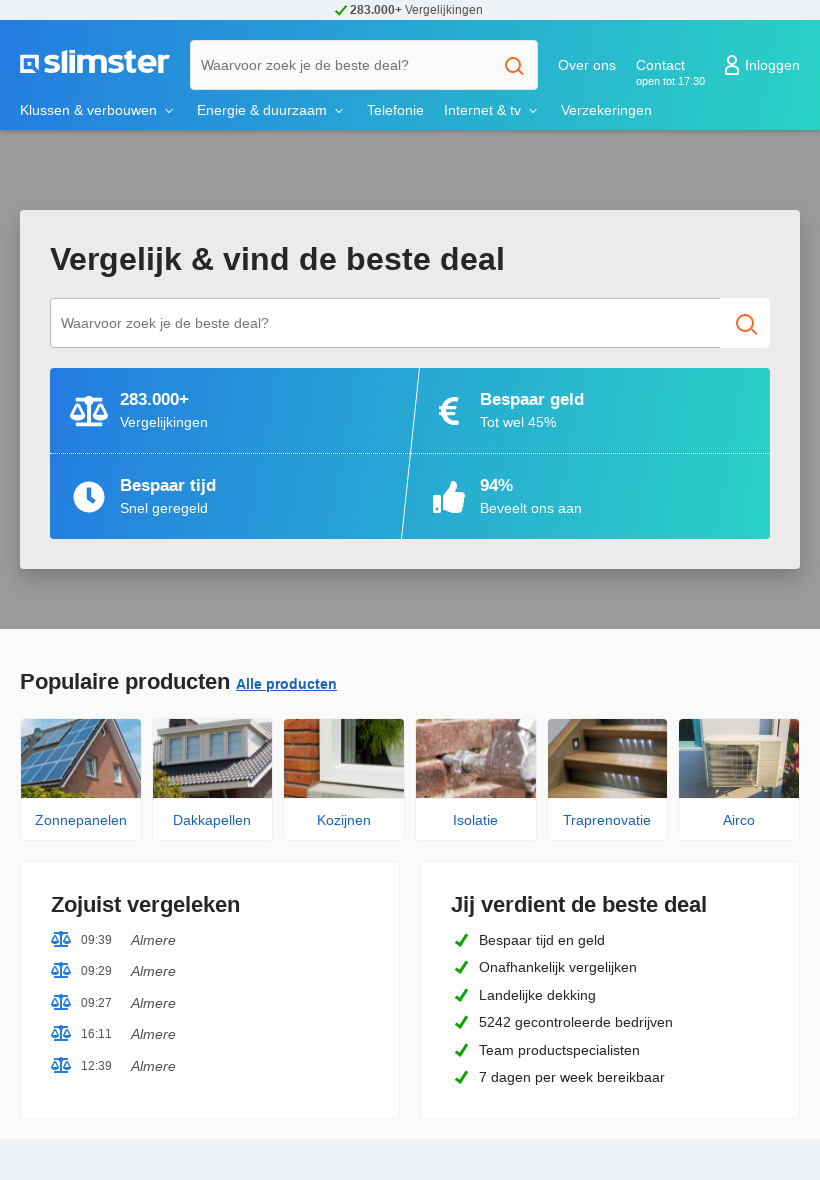 283.000+ Vergelijkingen
slimster
Waarvoor zoek je de beste deal?
Over ons
Contact
open tot 17:30
Inloggen
Klussen & verbouwen
Energie & duurzaam
Telefonie
Internet & tv
Verzekeringen
Vergelijk & vind de beste deal
Waarvoor zoek je de beste deal?
283.000+
Vergelijkingen
Bespaar geld
Tot wel 45%
Bespaar tijd
Snel geregeld
94%
Beveelt ons aan
Populaire producten Alle producten
Zonnepanelen
Dakkapellen
Kozijnen
Isolatie
Traprenovatie
Airco
Zojuist vergeleken
09:39 Almere
09:29 Almere
09:27 Almere
16:11 Almere
12:39 Almere
Jij verdient de beste deal
Bespaar tijd en geld
Onafhankelijk vergelijken
Landelijke dekking
5242 gecontroleerde bedrijven
Team productspecialisten
7 dagen per week bereikbaar